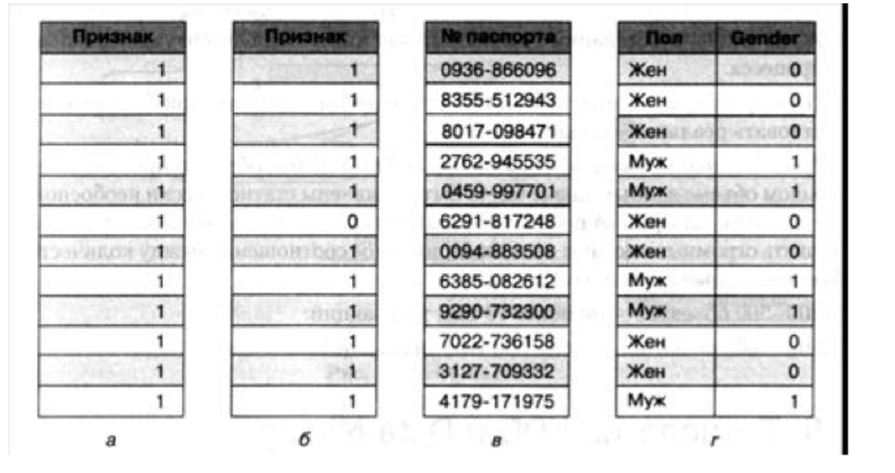 Признак Признак № паспорта Пол Gender
1 1 0936-866096 Жен 0
1 1 8355-512943 Жен 0
1 1 8017-098471 Жен 0
1 1 2762-945535 Муж 1
1 1 0459-997701 Муж 1
1 0 6291-817248 Жен 0
1 1 0094-883508 Жен 0
1 1 6385-082612 Муж 1
1 1 9290-732300 Муж 1
1 1 7022-736158 Жен 0
1 1 3127-709332 Жен 0
1 1 4179-171975 Муж 1
а б в г